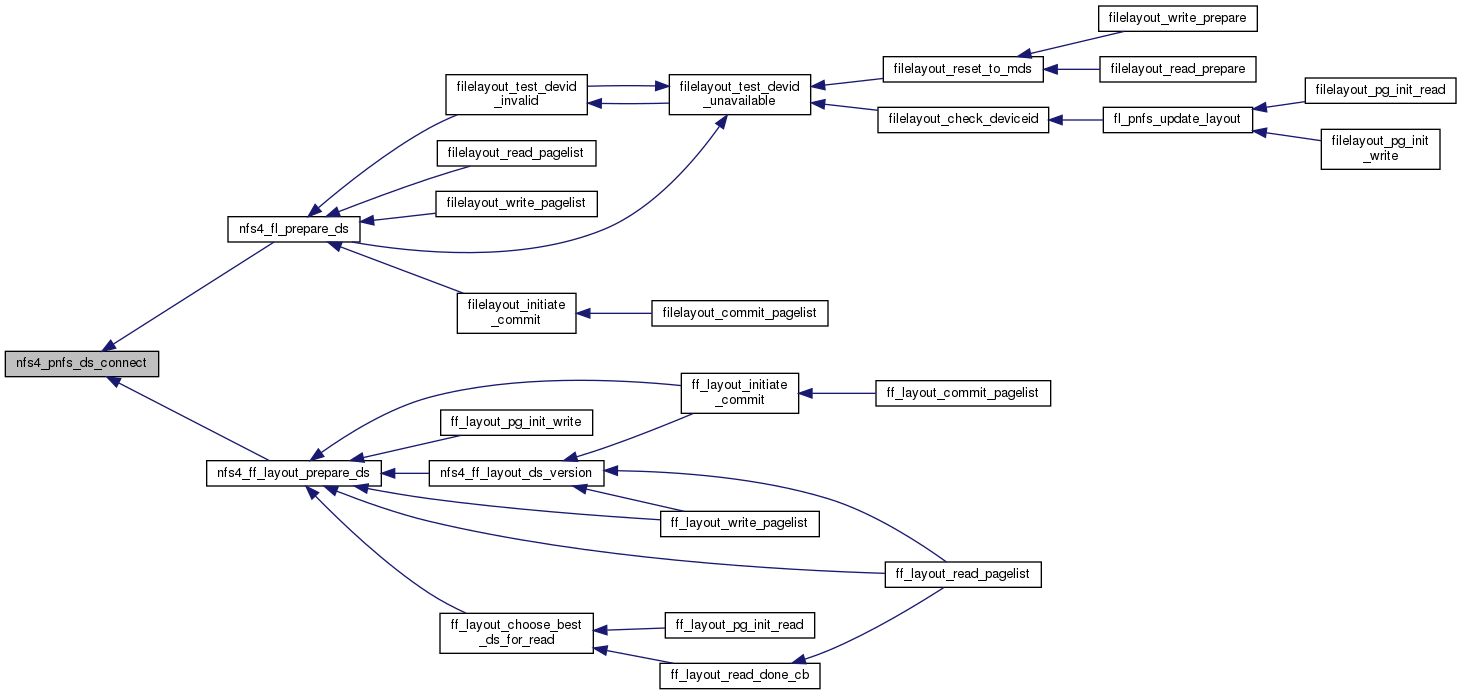 filelayout_write_prepare
filelayout_reset_to_mds
filelayout_read_prepare
filelayout_test_devid
_invalid
filelayout_test_devid
_unavailable
filelayout_pg_init_read
filelayout_check_deviceid
fl_pnfs_update_layout
filelayout_pg_init
_write
filelayout_read_pagelist
filelayout_write_pagelist
nfs4_fl_prepare_ds
filelayout_initiate
_commit
filelayout_commit_pagelist
nfs4_pnfs_ds_connect
ff_layout_initiate
_commit
ff_layout_commit_pagelist
ff_layout_pg_init_write
nfs4_ff_layout_prepare_ds
nfs4_ff_layout_ds_version
ff_layout_write_pagelist
ff_layout_read_pagelist
ff_layout_choose_best
_ds_for_read
ff_layout_pg_init_read
ff_layout_read_done_cb